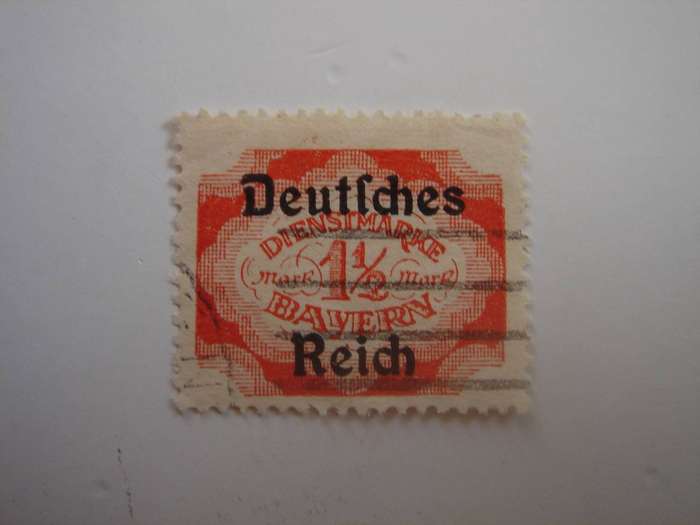 Deutſches
DIENSTMARKE
Mark 1½ Mark
BAYERN
Reich